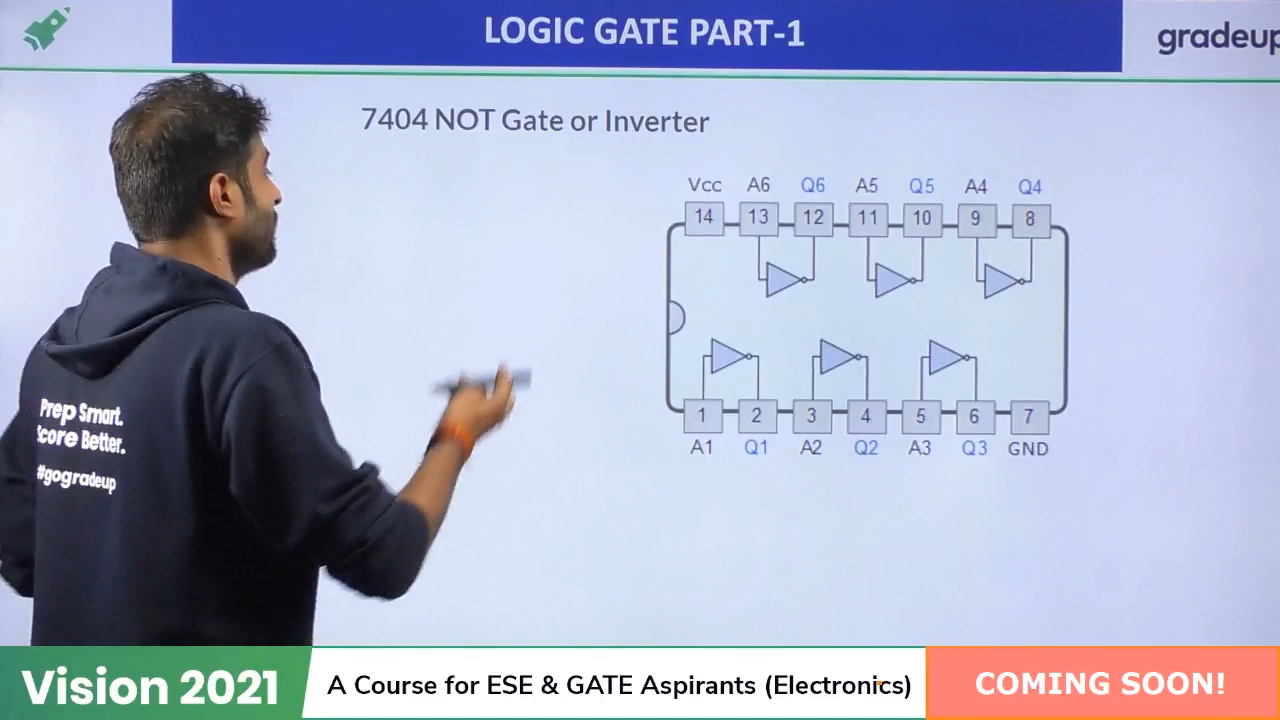 LOGIC GATE PART-1
gradeup
7404 NOT Gate or Inverter
Vcc A6 Q6 A5 Q5 A4 Q4
14 13 12 11 10 9 8
1 2 3 4 5 6 7
A1 Q1 A2 Q2 A3 Q3 GND
Prep Smart.
Score Better.
#gogradeup
Vision 2021
A Course for ESE & GATE Aspirants (Electronics)
COMING SOON!